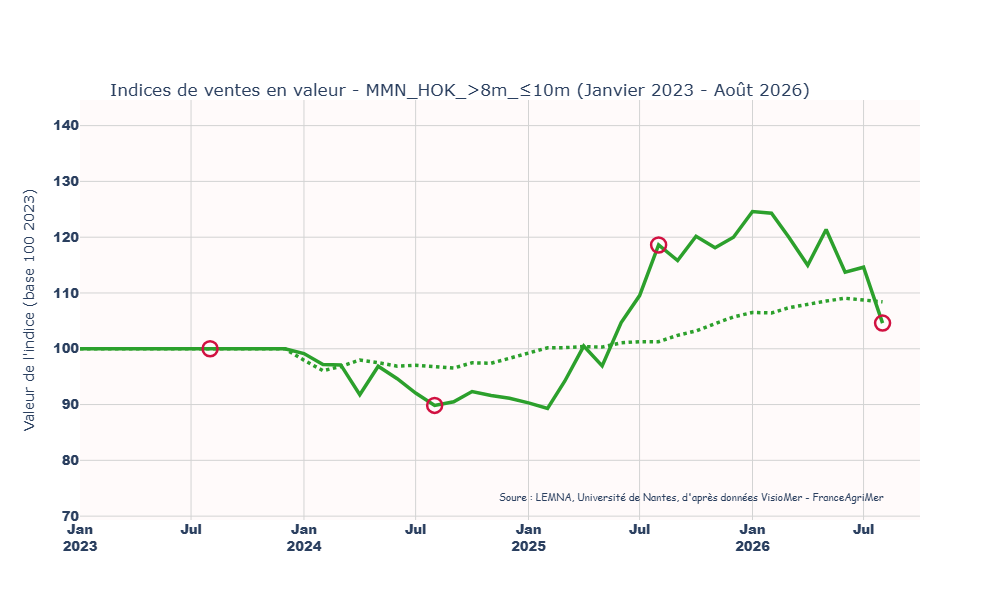 Indices de ventes en valeur - MMN_HOK_>8m_≤10m (Janvier 2023 - Août 2026)
Valeur de l'indice (base 100 2023)
140
130
120
110
100
90
80
70
Soure : LEMNA, Université de Nantes, d'après données VisioMer - FranceAgriMer
Jan Jul Jan Jul Jan Jul Jan Jul
2023 2024 2025 2026